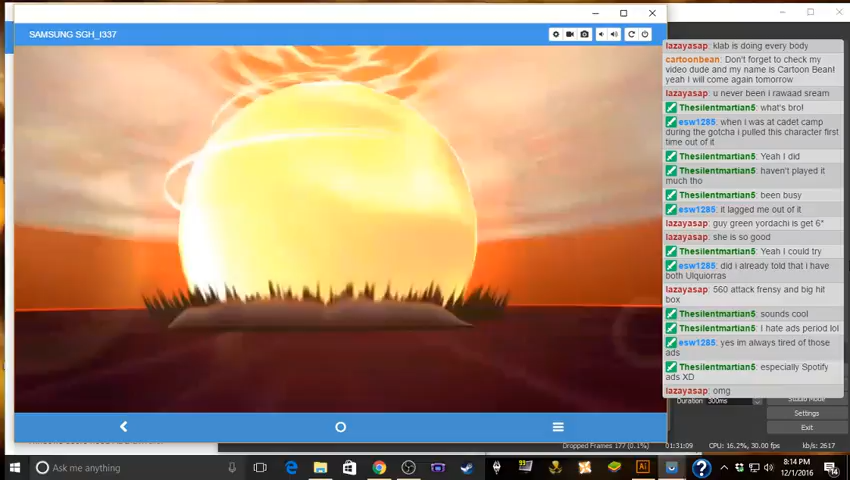 SAMSUNG SGH_I337
lazayasap: klab is doing every body
cartoonbean: Don't forget to check my
video dude and my name is Cartoon Bean!
yeah I will come again tomorrow
lazayasap: u never been i rawaad sream
Thesilentmartian5: what's bro!
esw1285: when i was at cadet camp
during the gotcha i pulled this character first
time out of it
Thesilentmartian5: Yeah I did
Thesilentmartian5: haven't played it
much tho
Thesilentmartian5: been busy
esw1285: it lagged me out of it
lazayasap: guy green yordachi is get 6*
lazayasap: she is so good
Thesilentmartian5: Yeah I could try
esw1285: did i already told that i have
both Ulquiorras
lazayasap: 560 attack frensy and big hit
box
Thesilentmartian5: sounds cool
Thesilentmartian5: I hate ads period lol
esw1285: yes im always tired of those
ads
Thesilentmartian5: especially Spotify
ads XD
lazayasap: omg
Duration 300ms
Studio Mode
Settings
Exit
Dropped Frames 177 (0.1%)
01:31:09
CPU: 16.2%, 30.00 fps
kb/s: 2617
Ask me anything
8:14 PM
12/1/2016